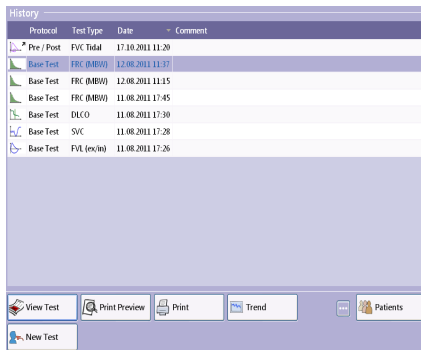 History
Protocol Test Type Date Comment
Pre / Post FVC Tidal 17.10.2011 11:20
Base Test FRC (MBW) 12.08.2011 11:37
Base Test FRC (MBW) 12.08.2011 11:15
Base Test FRC (MBW) 11.08.2011 17:45
Base Test DLCO 11.08.2011 17:30
Base Test SVC 11.08.2011 17:28
Base Test FVL (ex/in) 11.08.2011 17:26
View Test Print Preview Print Trend ... Patients
New Test